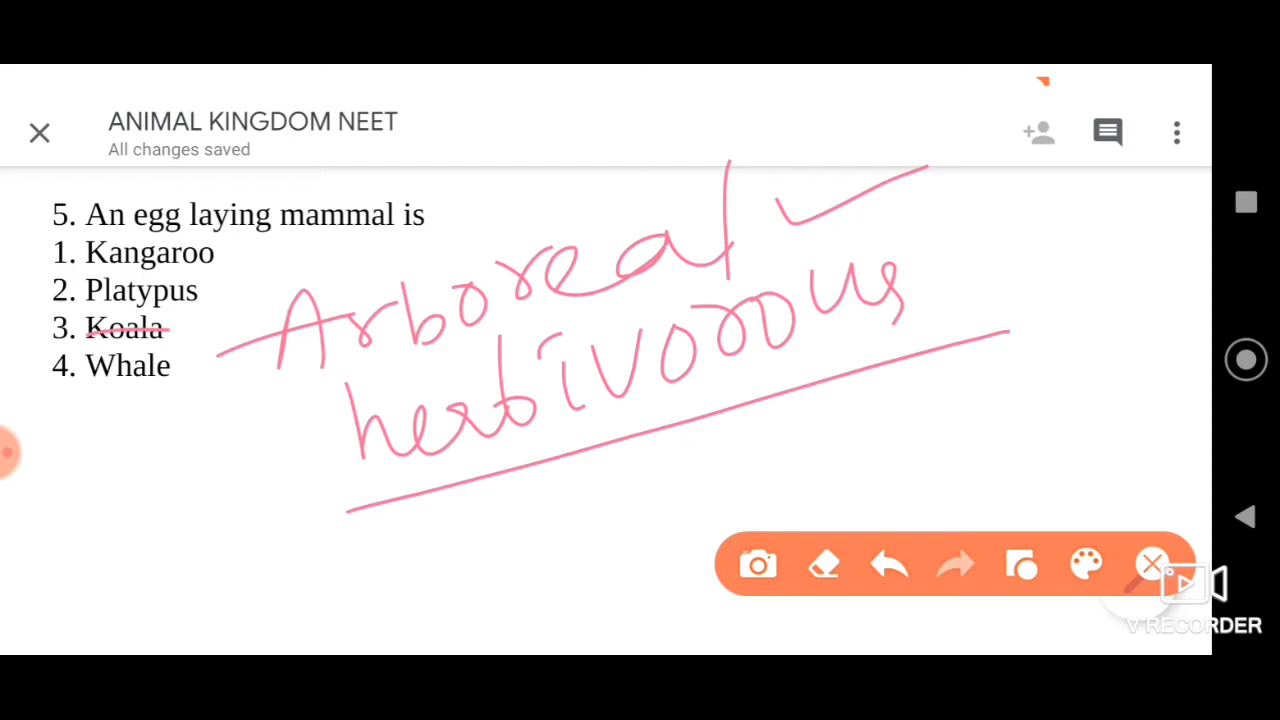 ANIMAL KINGDOM NEET
All changes saved
5. An egg laying mammal is
1. Kangaroo
2. Platypus
3. Koala
4. Whale
Arboreal
herbivorous
V RECORDER